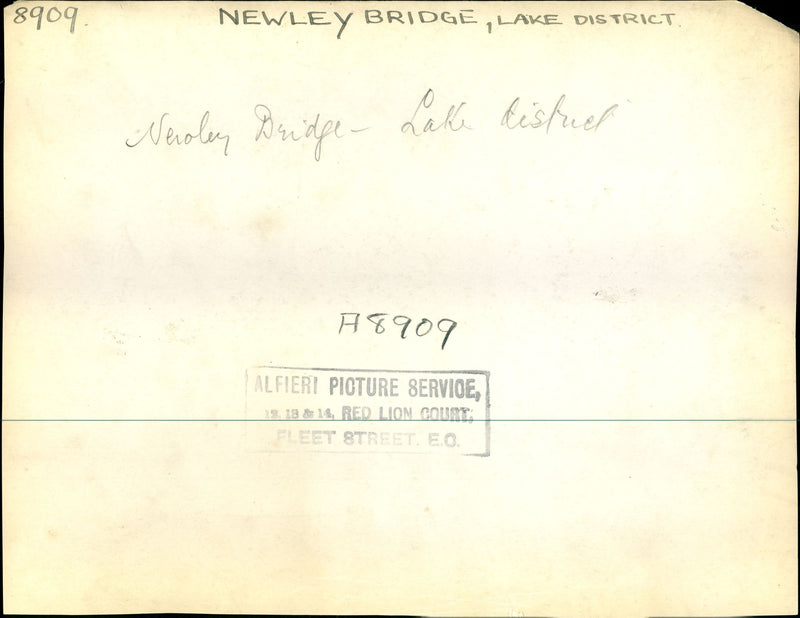 8909.
NEWLEY BRIDGE, LAKE DISTRICT.
Newley Bridge - Lake District
A8909
ALFIERI PICTURE SERVICE,
12, 13 & 14, RED LION COURT,
FLEET STREET. E.C.